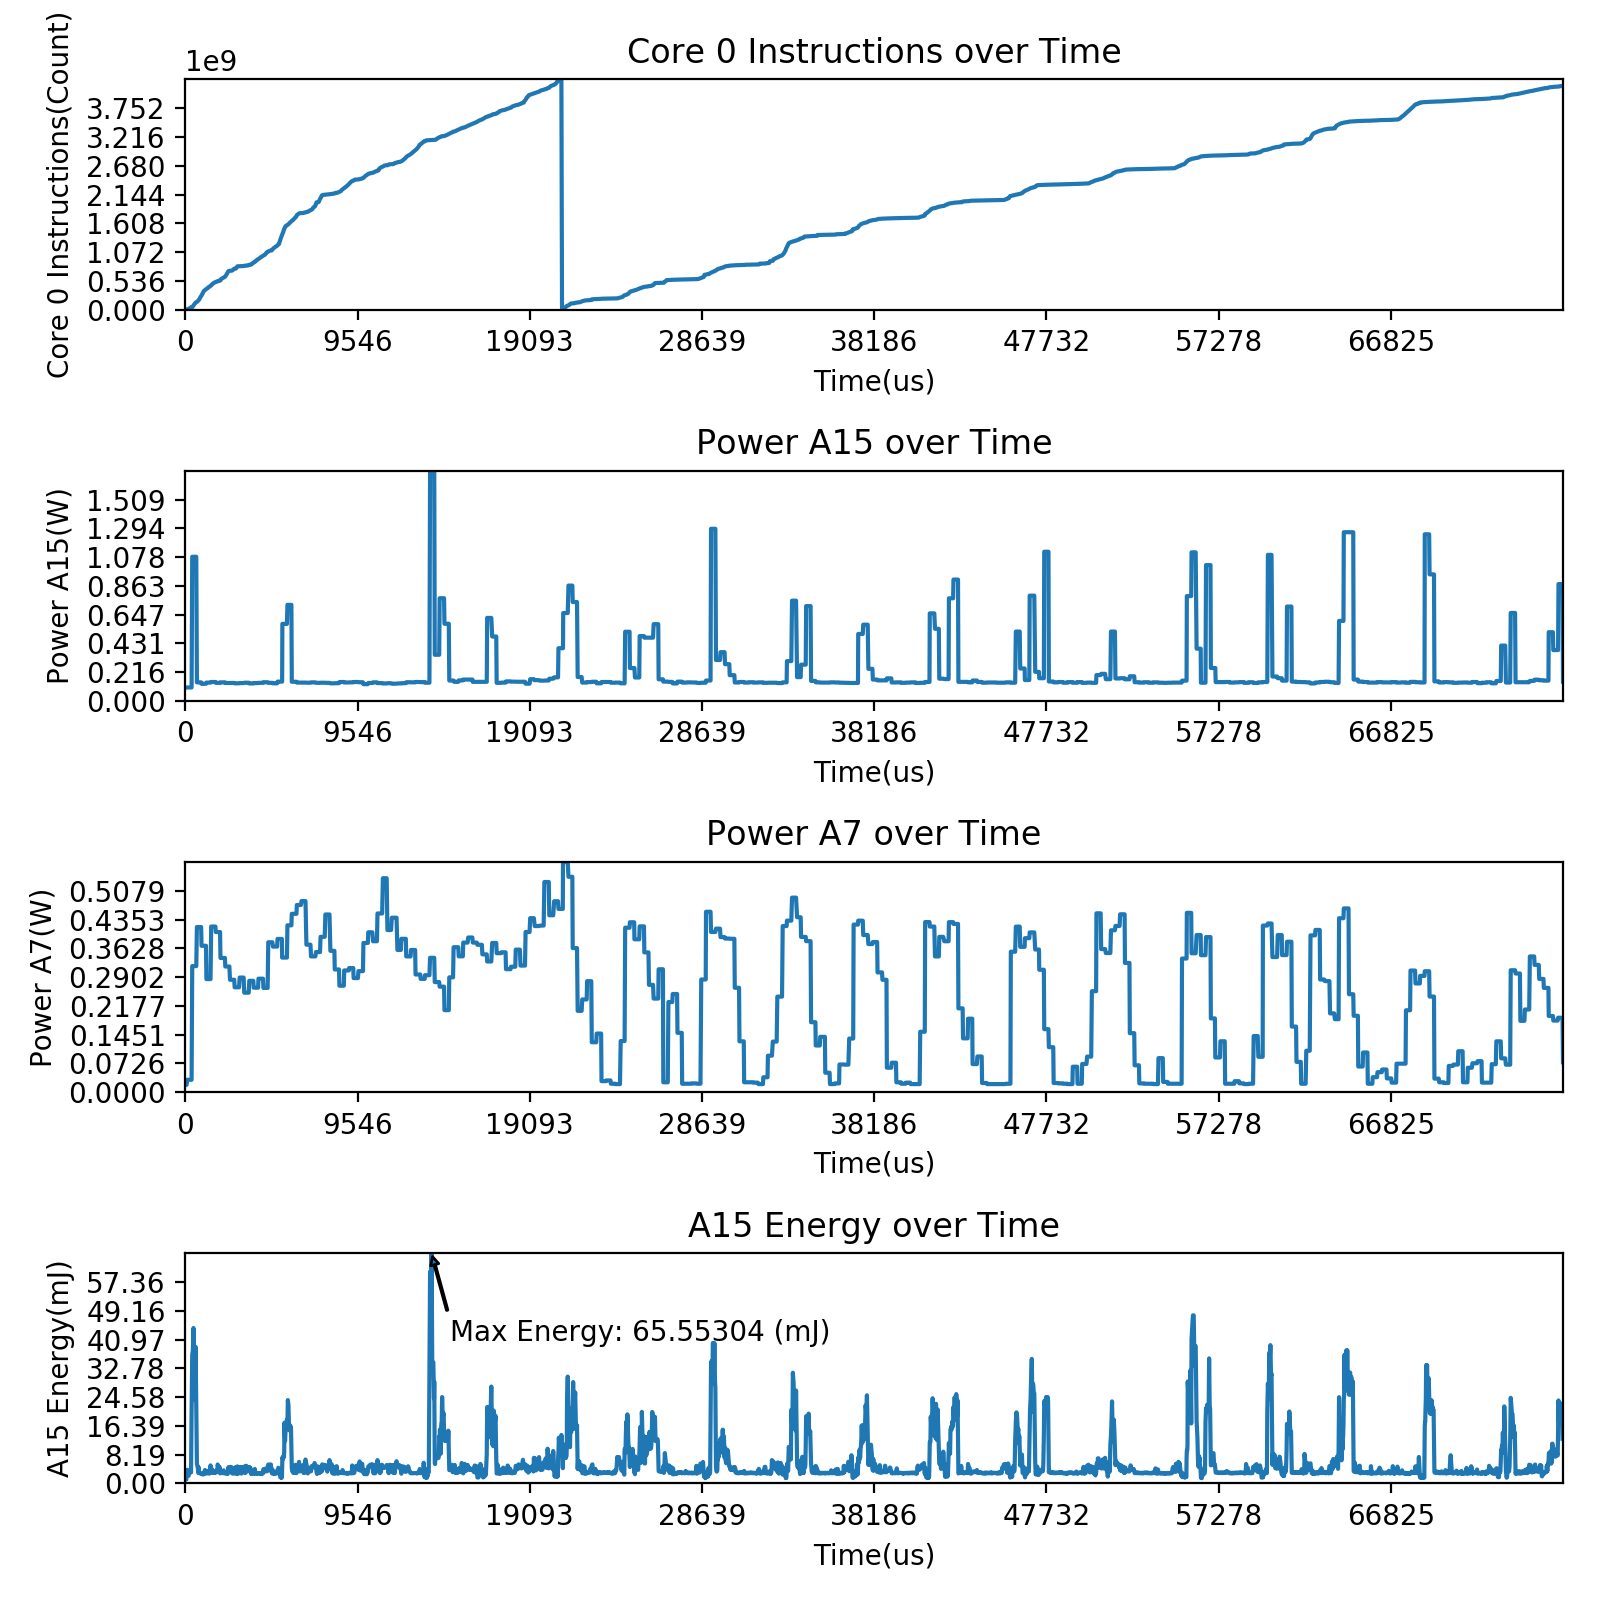 Core 0 Instructions over Time
1e9
Core 0 Instructions(Count)
3.752
3.216
2.680
2.144
1.608
1.072
0.536
0.000
0 9546 19093 28639 38186 47732 57278 66825
Time(us)
Power A15 over Time
Power A15(W)
1.509
1.294
1.078
0.863
0.647
0.431
0.216
0.000
0 9546 19093 28639 38186 47732 57278 66825
Time(us)
Power A7 over Time
Power A7(W)
0.5079
0.4353
0.3628
0.2902
0.2177
0.1451
0.0726
0.0000
0 9546 19093 28639 38186 47732 57278 66825
Time(us)
A15 Energy over Time
A15 Energy(mJ)
57.36
49.16
40.97
32.78
24.58
16.39
8.19
0.00
Max Energy: 65.55304 (mJ)
0 9546 19093 28639 38186 47732 57278 66825
Time(us)